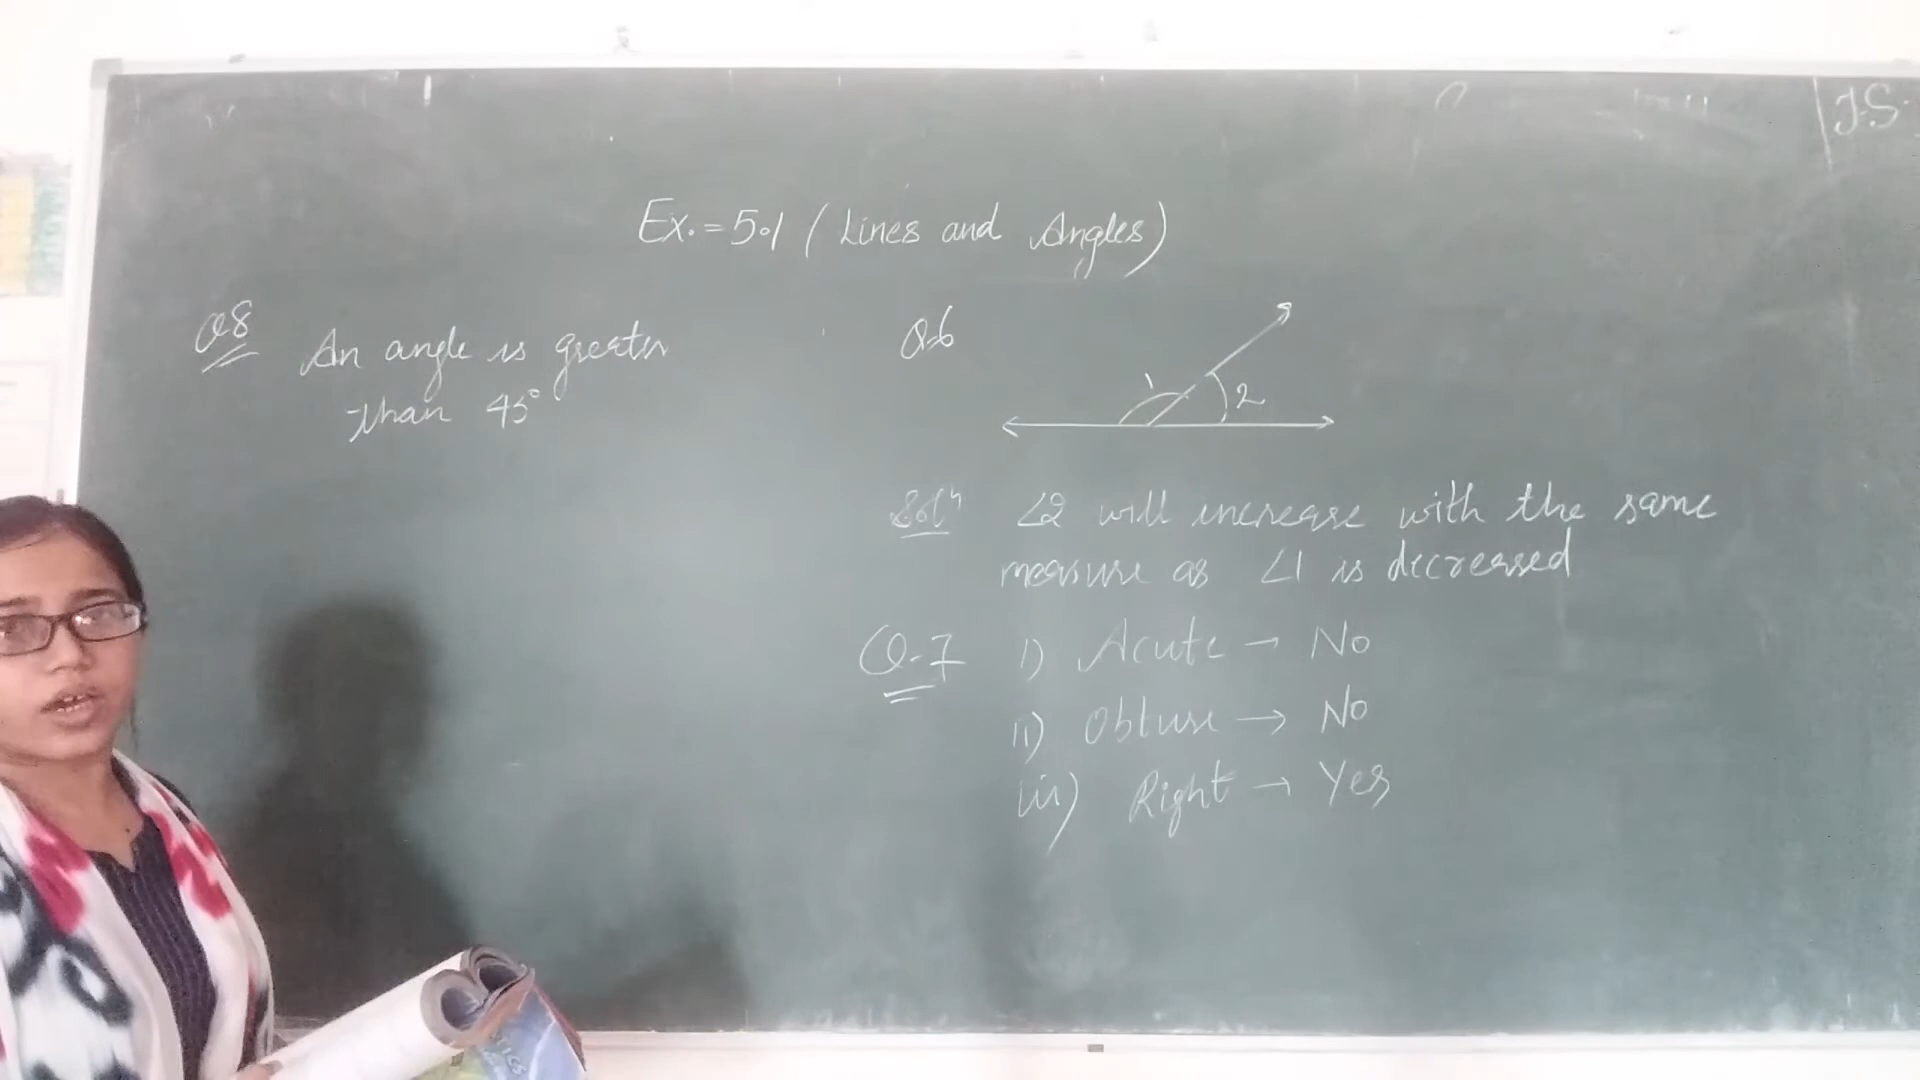 J.S.
Ex. = 5.1 (Lines and Angles)
Q8 An angle is greater
than 45°
Q.6
1
2
Solⁿ ∠2 will increase with the same
measure as ∠1 is decreased
Q.7 i) Acute → No
ii) Obtuse → No
iii) Right → Yes